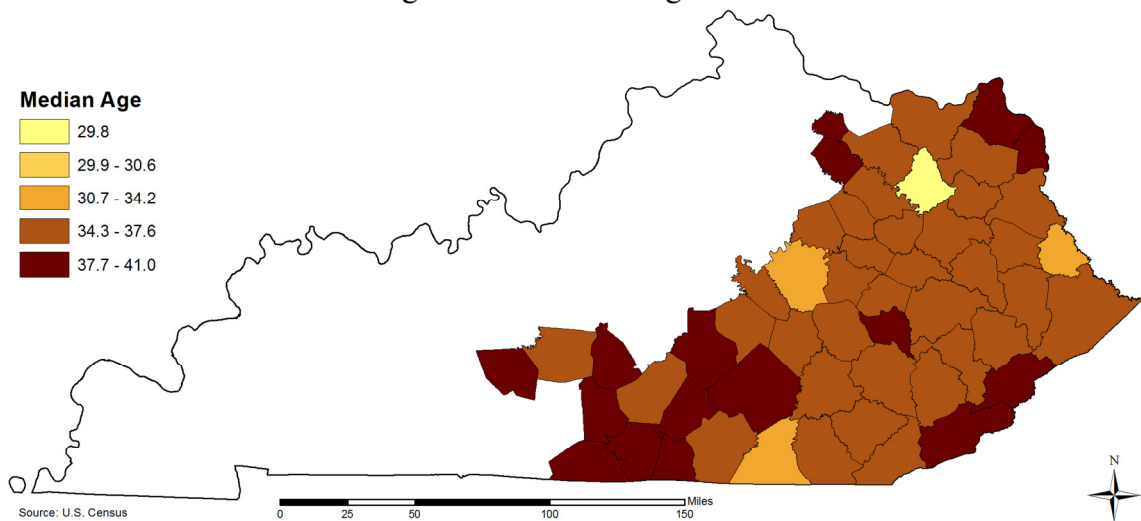 Median Age
29.8
29.9 - 30.6
30.7 - 34.2
34.3 - 37.6
37.7 - 41.0
N
Miles
0 25 50 100 150
Source: U.S. Census